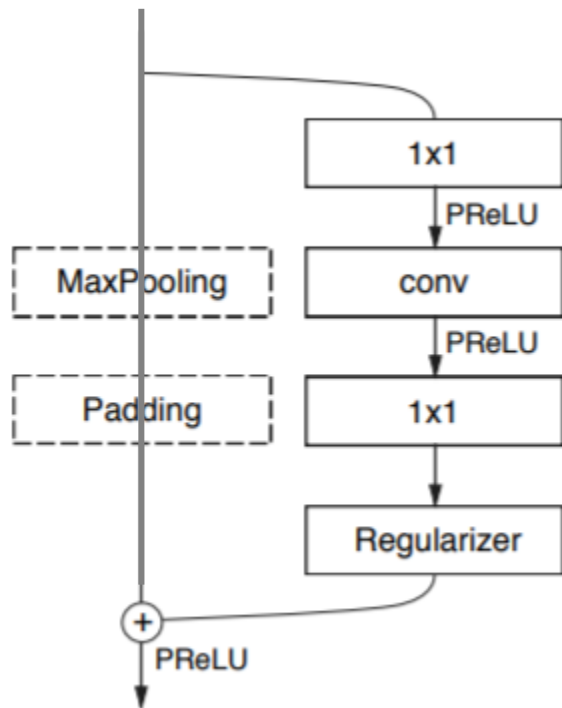 1x1
PReLU
MaxPooling
conv
PReLU
Padding
1x1
Regularizer
+
PReLU